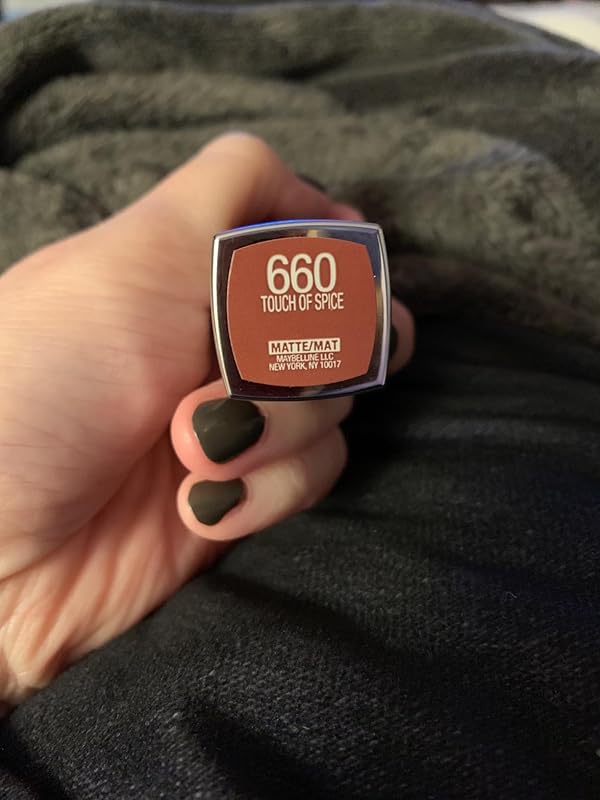 660
TOUCH OF SPICE
MATTE/MAT
MAYBELLINE LLC
NEW YORK, NY 10017